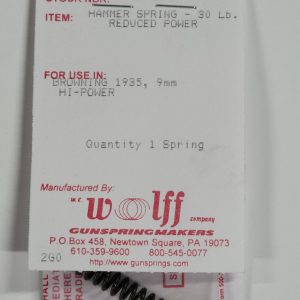 STOCK NBR:
ITEM: HAMMER SPRING - 30 Lb.
REDUCED POWER
FOR USE IN:
BROWNING 1935, 9mm
HI-POWER
Quantity 1 Spring
Manufactured By:
W.C. Wolff company
GUNSPRINGMAKERS
P.O.Box 458, Newtown Square, PA 19073
610-359-9600 800-545-0077
http://www.gunsprings.com
2G0